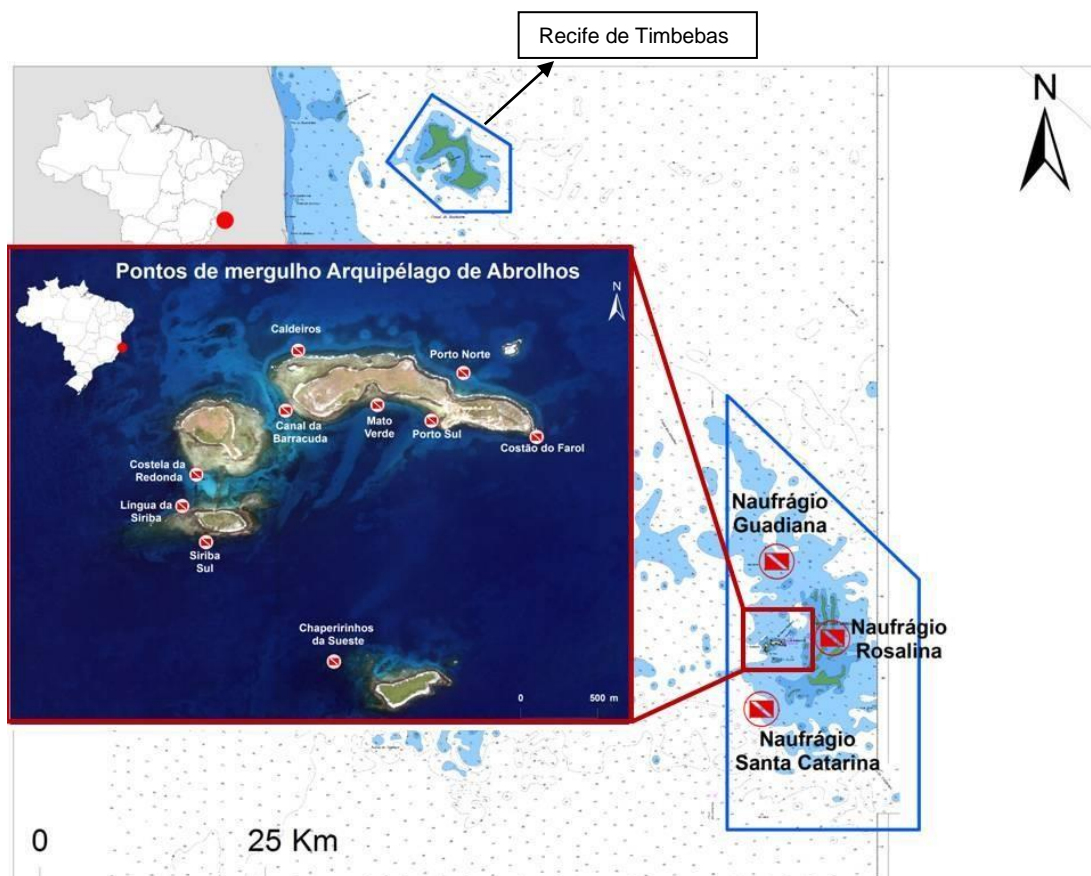 Recife de Timbebas
N
Pontos de mergulho Arquipélago de Abrolhos
N
Caldeiros
Porto Norte
Canal da
Barracuda
Mato
Verde
Porto Sul
Costão do Farol
Costela da
Redonda
Língua da
Siriba
Siriba
Sul
Chaperirinhos
da Sueste
0 500 m
Naufrágio
Guadiana
Naufrágio
Rosalina
Naufrágio
Santa Catarina
0 25 Km